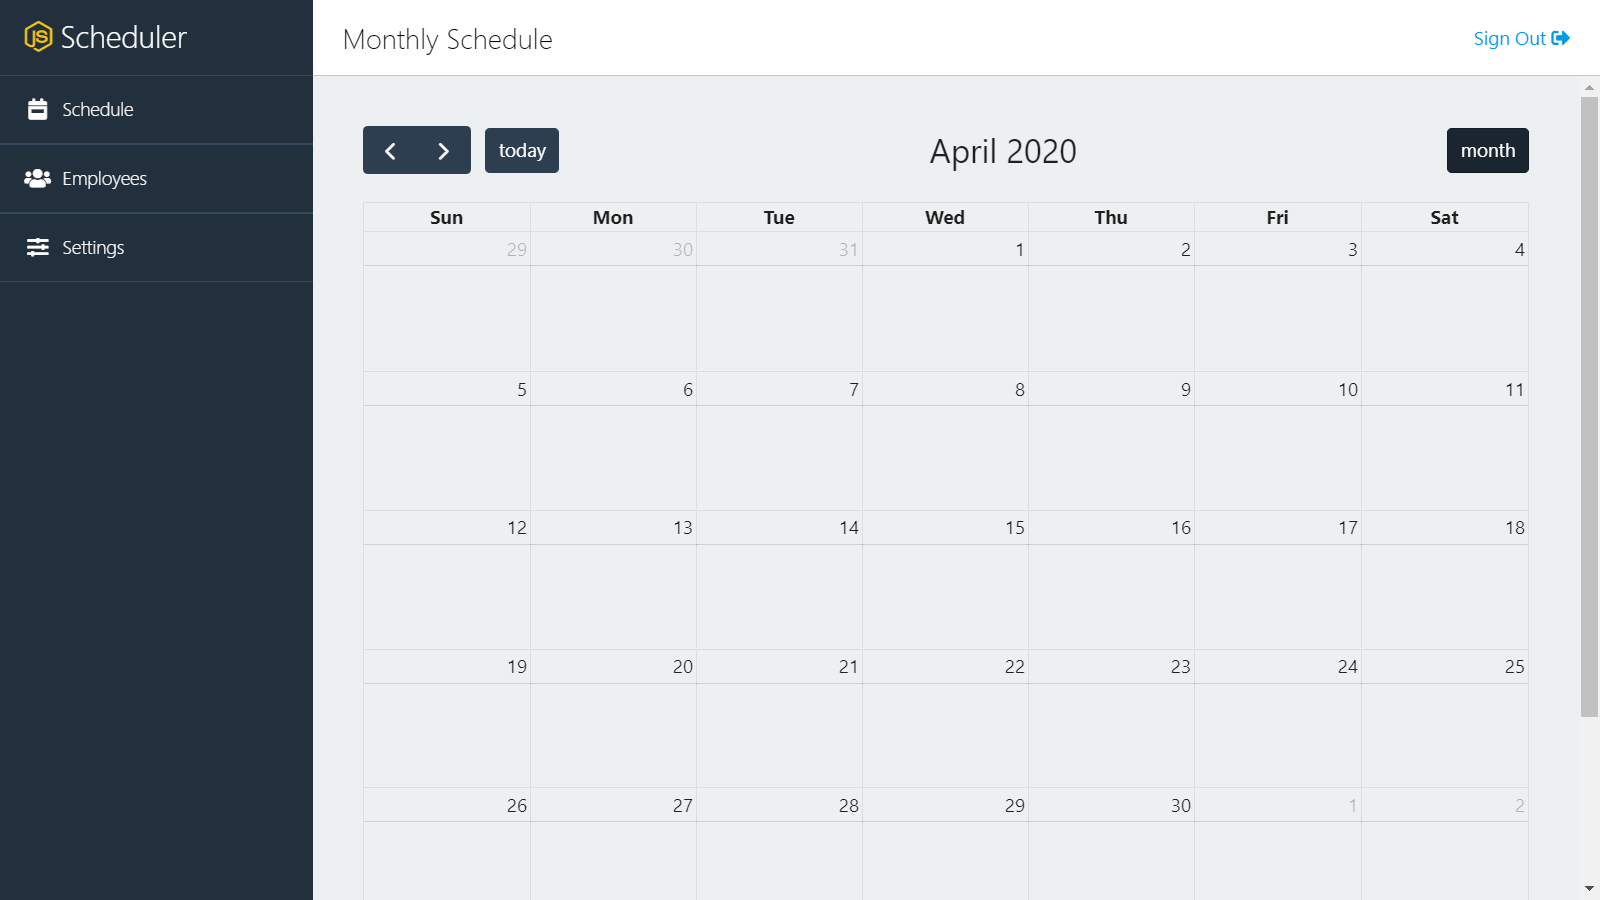 JS Scheduler
Monthly Schedule
Sign Out
Schedule
Employees
Settings
today
April 2020
month
Sun Mon Tue Wed Thu Fri Sat
29 30 31 1 2 3 4
5 6 7 8 9 10 11
12 13 14 15 16 17 18
19 20 21 22 23 24 25
26 27 28 29 30 1 2